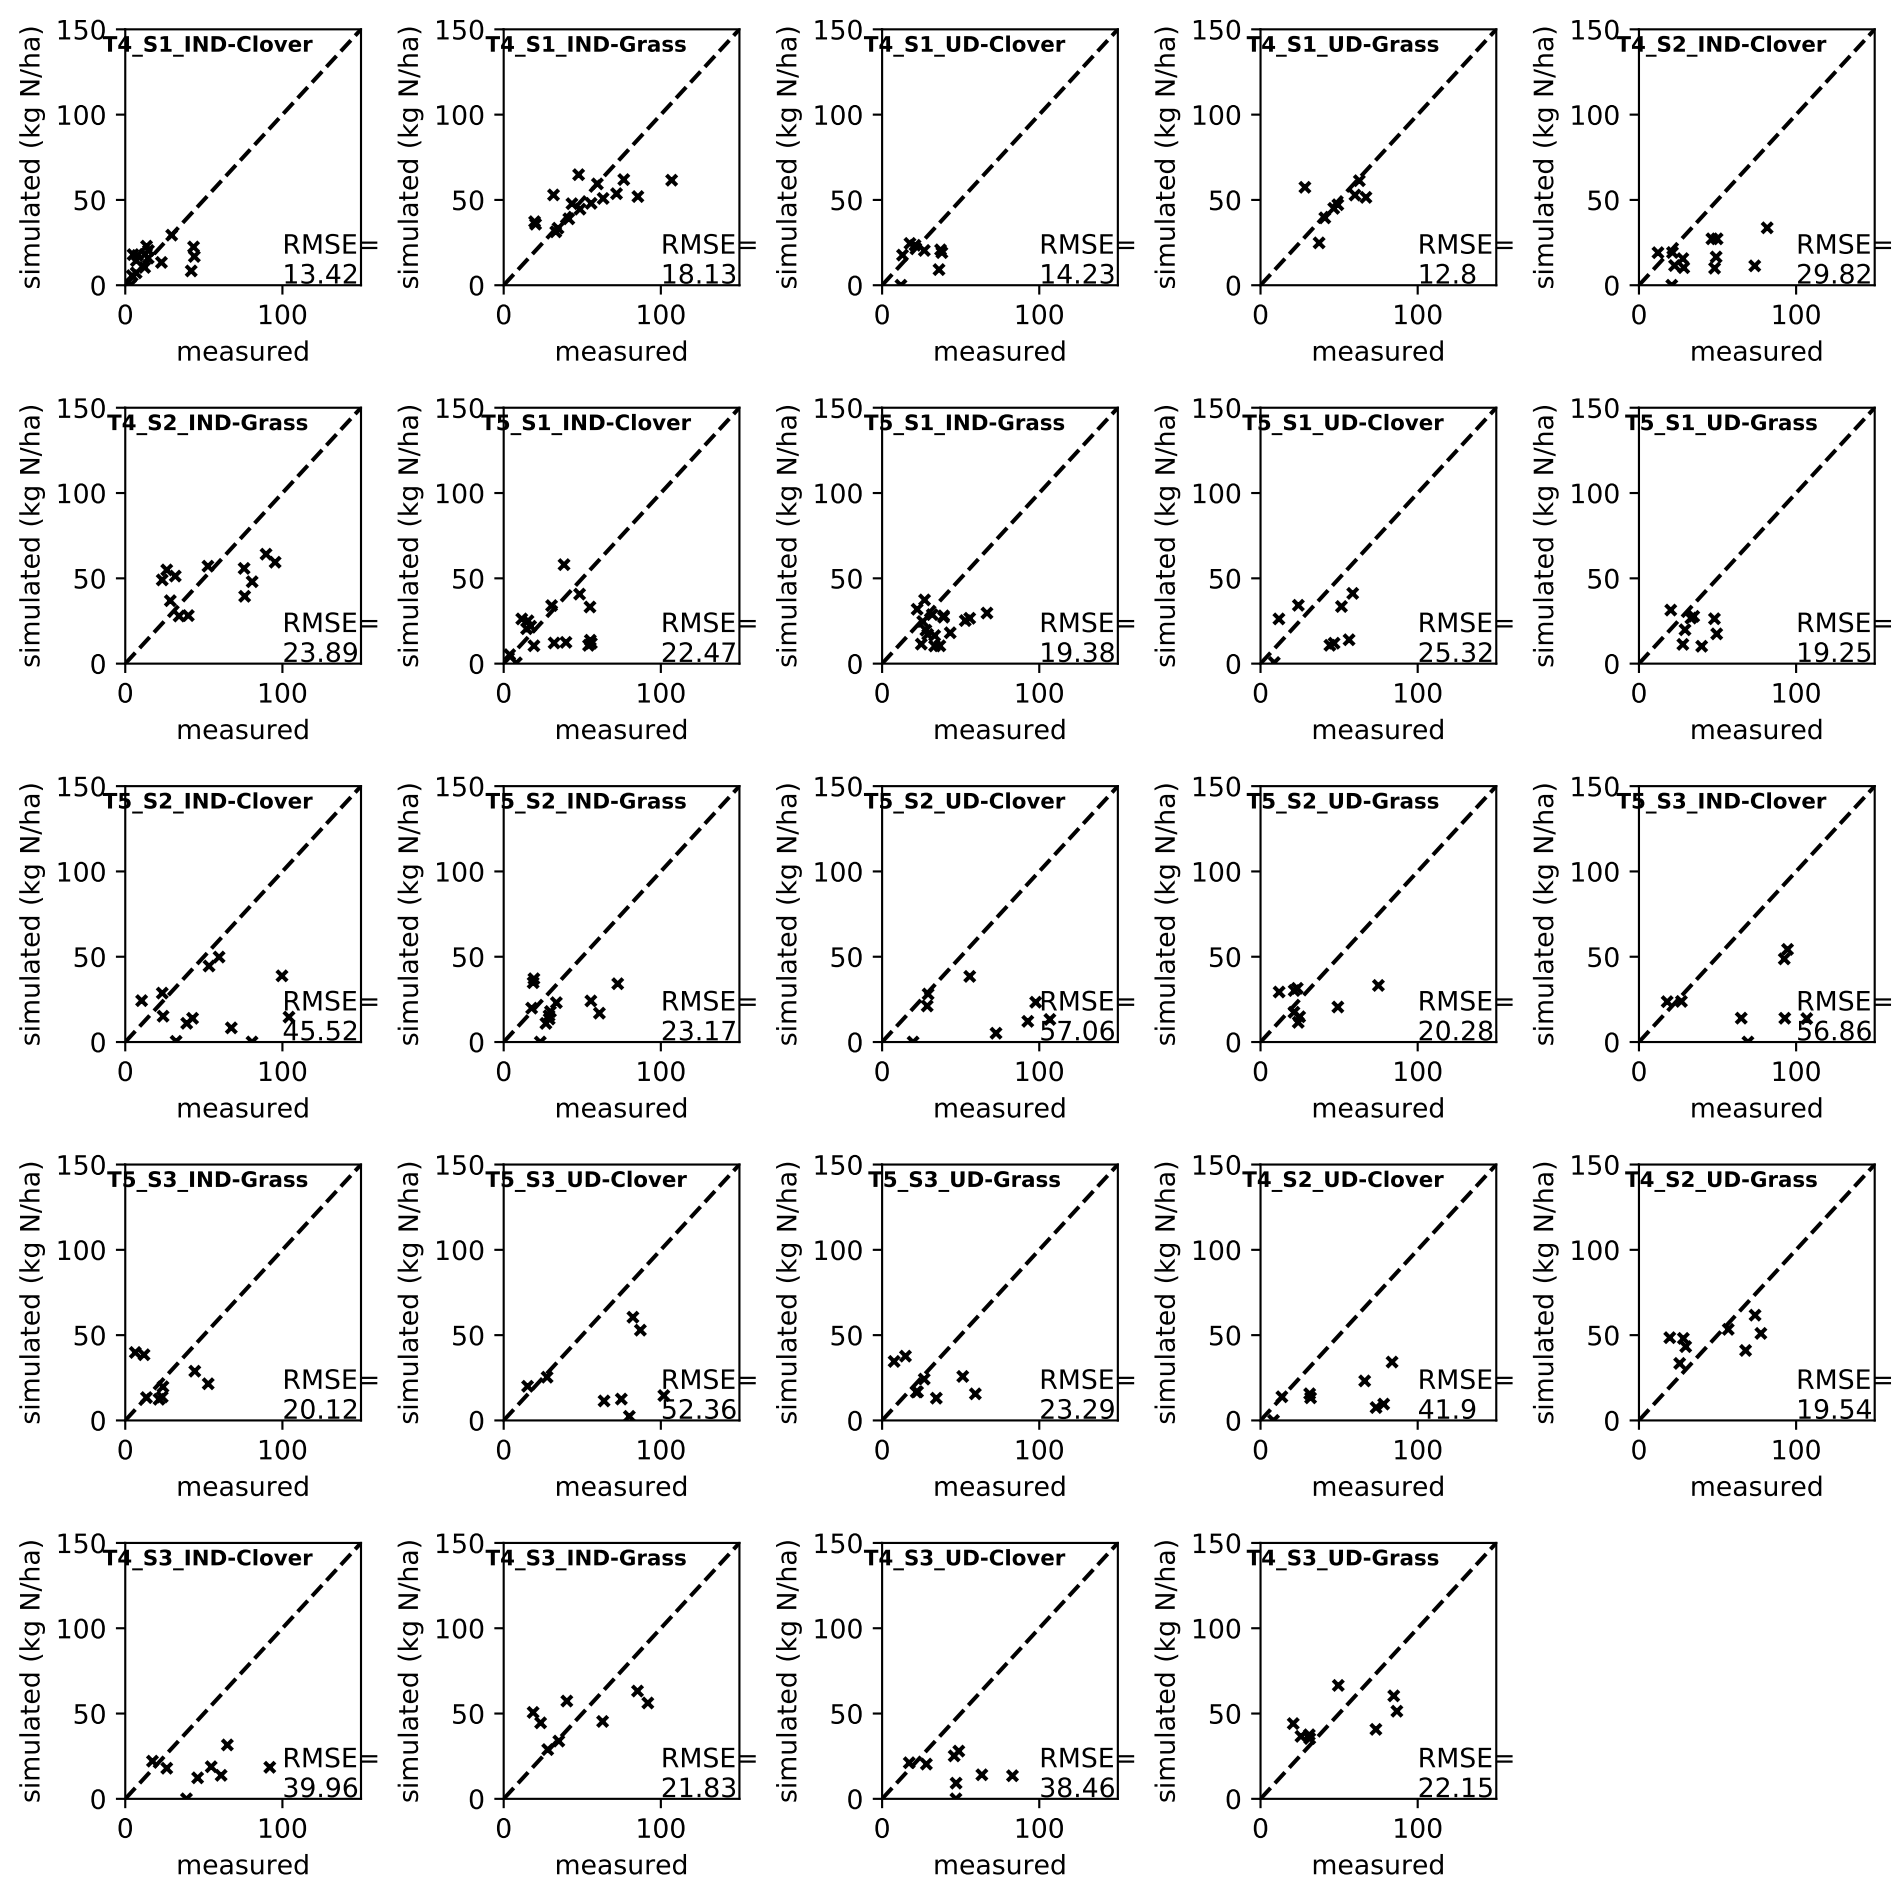 T4_S1_IND-Clover
simulated (kg N/ha)
150
100
50
0
RMSE=
13.42
0 100
measured
T4_S1_IND-Grass
simulated (kg N/ha)
150
100
50
0
RMSE=
18.13
0 100
measured
T4_S1_UD-Clover
simulated (kg N/ha)
150
100
50
0
RMSE=
14.23
0 100
measured
T4_S1_UD-Grass
simulated (kg N/ha)
150
100
50
0
RMSE=
12.8
0 100
measured
T4_S2_IND-Clover
simulated (kg N/ha)
150
100
50
0
RMSE=
29.82
0 100
measured
T4_S2_IND-Grass
simulated (kg N/ha)
150
100
50
0
RMSE=
23.89
0 100
measured
T5_S1_IND-Clover
simulated (kg N/ha)
150
100
50
0
RMSE=
22.47
0 100
measured
T5_S1_IND-Grass
simulated (kg N/ha)
150
100
50
0
RMSE=
19.38
0 100
measured
T5_S1_UD-Clover
simulated (kg N/ha)
150
100
50
0
RMSE=
25.32
0 100
measured
T5_S1_UD-Grass
simulated (kg N/ha)
150
100
50
0
RMSE=
19.25
0 100
measured
T5_S2_IND-Clover
simulated (kg N/ha)
150
100
50
0
RMSE=
45.52
0 100
measured
T5_S2_IND-Grass
simulated (kg N/ha)
150
100
50
0
RMSE=
23.17
0 100
measured
T5_S2_UD-Clover
simulated (kg N/ha)
150
100
50
0
RMSE=
57.06
0 100
measured
T5_S2_UD-Grass
simulated (kg N/ha)
150
100
50
0
RMSE=
20.28
0 100
measured
T5_S3_IND-Clover
simulated (kg N/ha)
150
100
50
0
RMSE=
56.86
0 100
measured
T5_S3_IND-Grass
simulated (kg N/ha)
150
100
50
0
RMSE=
20.12
0 100
measured
T5_S3_UD-Clover
simulated (kg N/ha)
150
100
50
0
RMSE=
52.36
0 100
measured
T5_S3_UD-Grass
simulated (kg N/ha)
150
100
50
0
RMSE=
23.29
0 100
measured
T4_S2_UD-Clover
simulated (kg N/ha)
150
100
50
0
RMSE=
41.9
0 100
measured
T4_S2_UD-Grass
simulated (kg N/ha)
150
100
50
0
RMSE=
19.54
0 100
measured
T4_S3_IND-Clover
simulated (kg N/ha)
150
100
50
0
RMSE=
39.96
0 100
measured
T4_S3_IND-Grass
simulated (kg N/ha)
150
100
50
0
RMSE=
21.83
0 100
measured
T4_S3_UD-Clover
simulated (kg N/ha)
150
100
50
0
RMSE=
38.46
0 100
measured
T4_S3_UD-Grass
simulated (kg N/ha)
150
100
50
0
RMSE=
22.15
0 100
measured